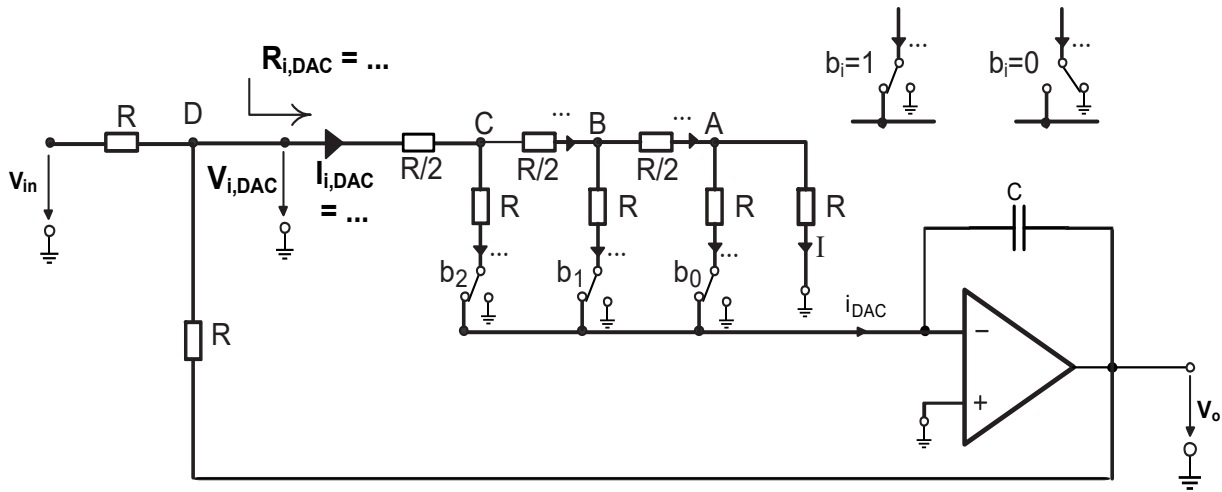 R_i,DAC = ...
b_i=1
...
b_i=0
...
R
D
C
...
B
...
A
R/2
R/2
R/2
V_in
V_i,DAC
I_i,DAC
= ...
R
R
R
R
C
...
...
...
I
b_2
b_1
b_0
i_DAC
R
−
+
V_o